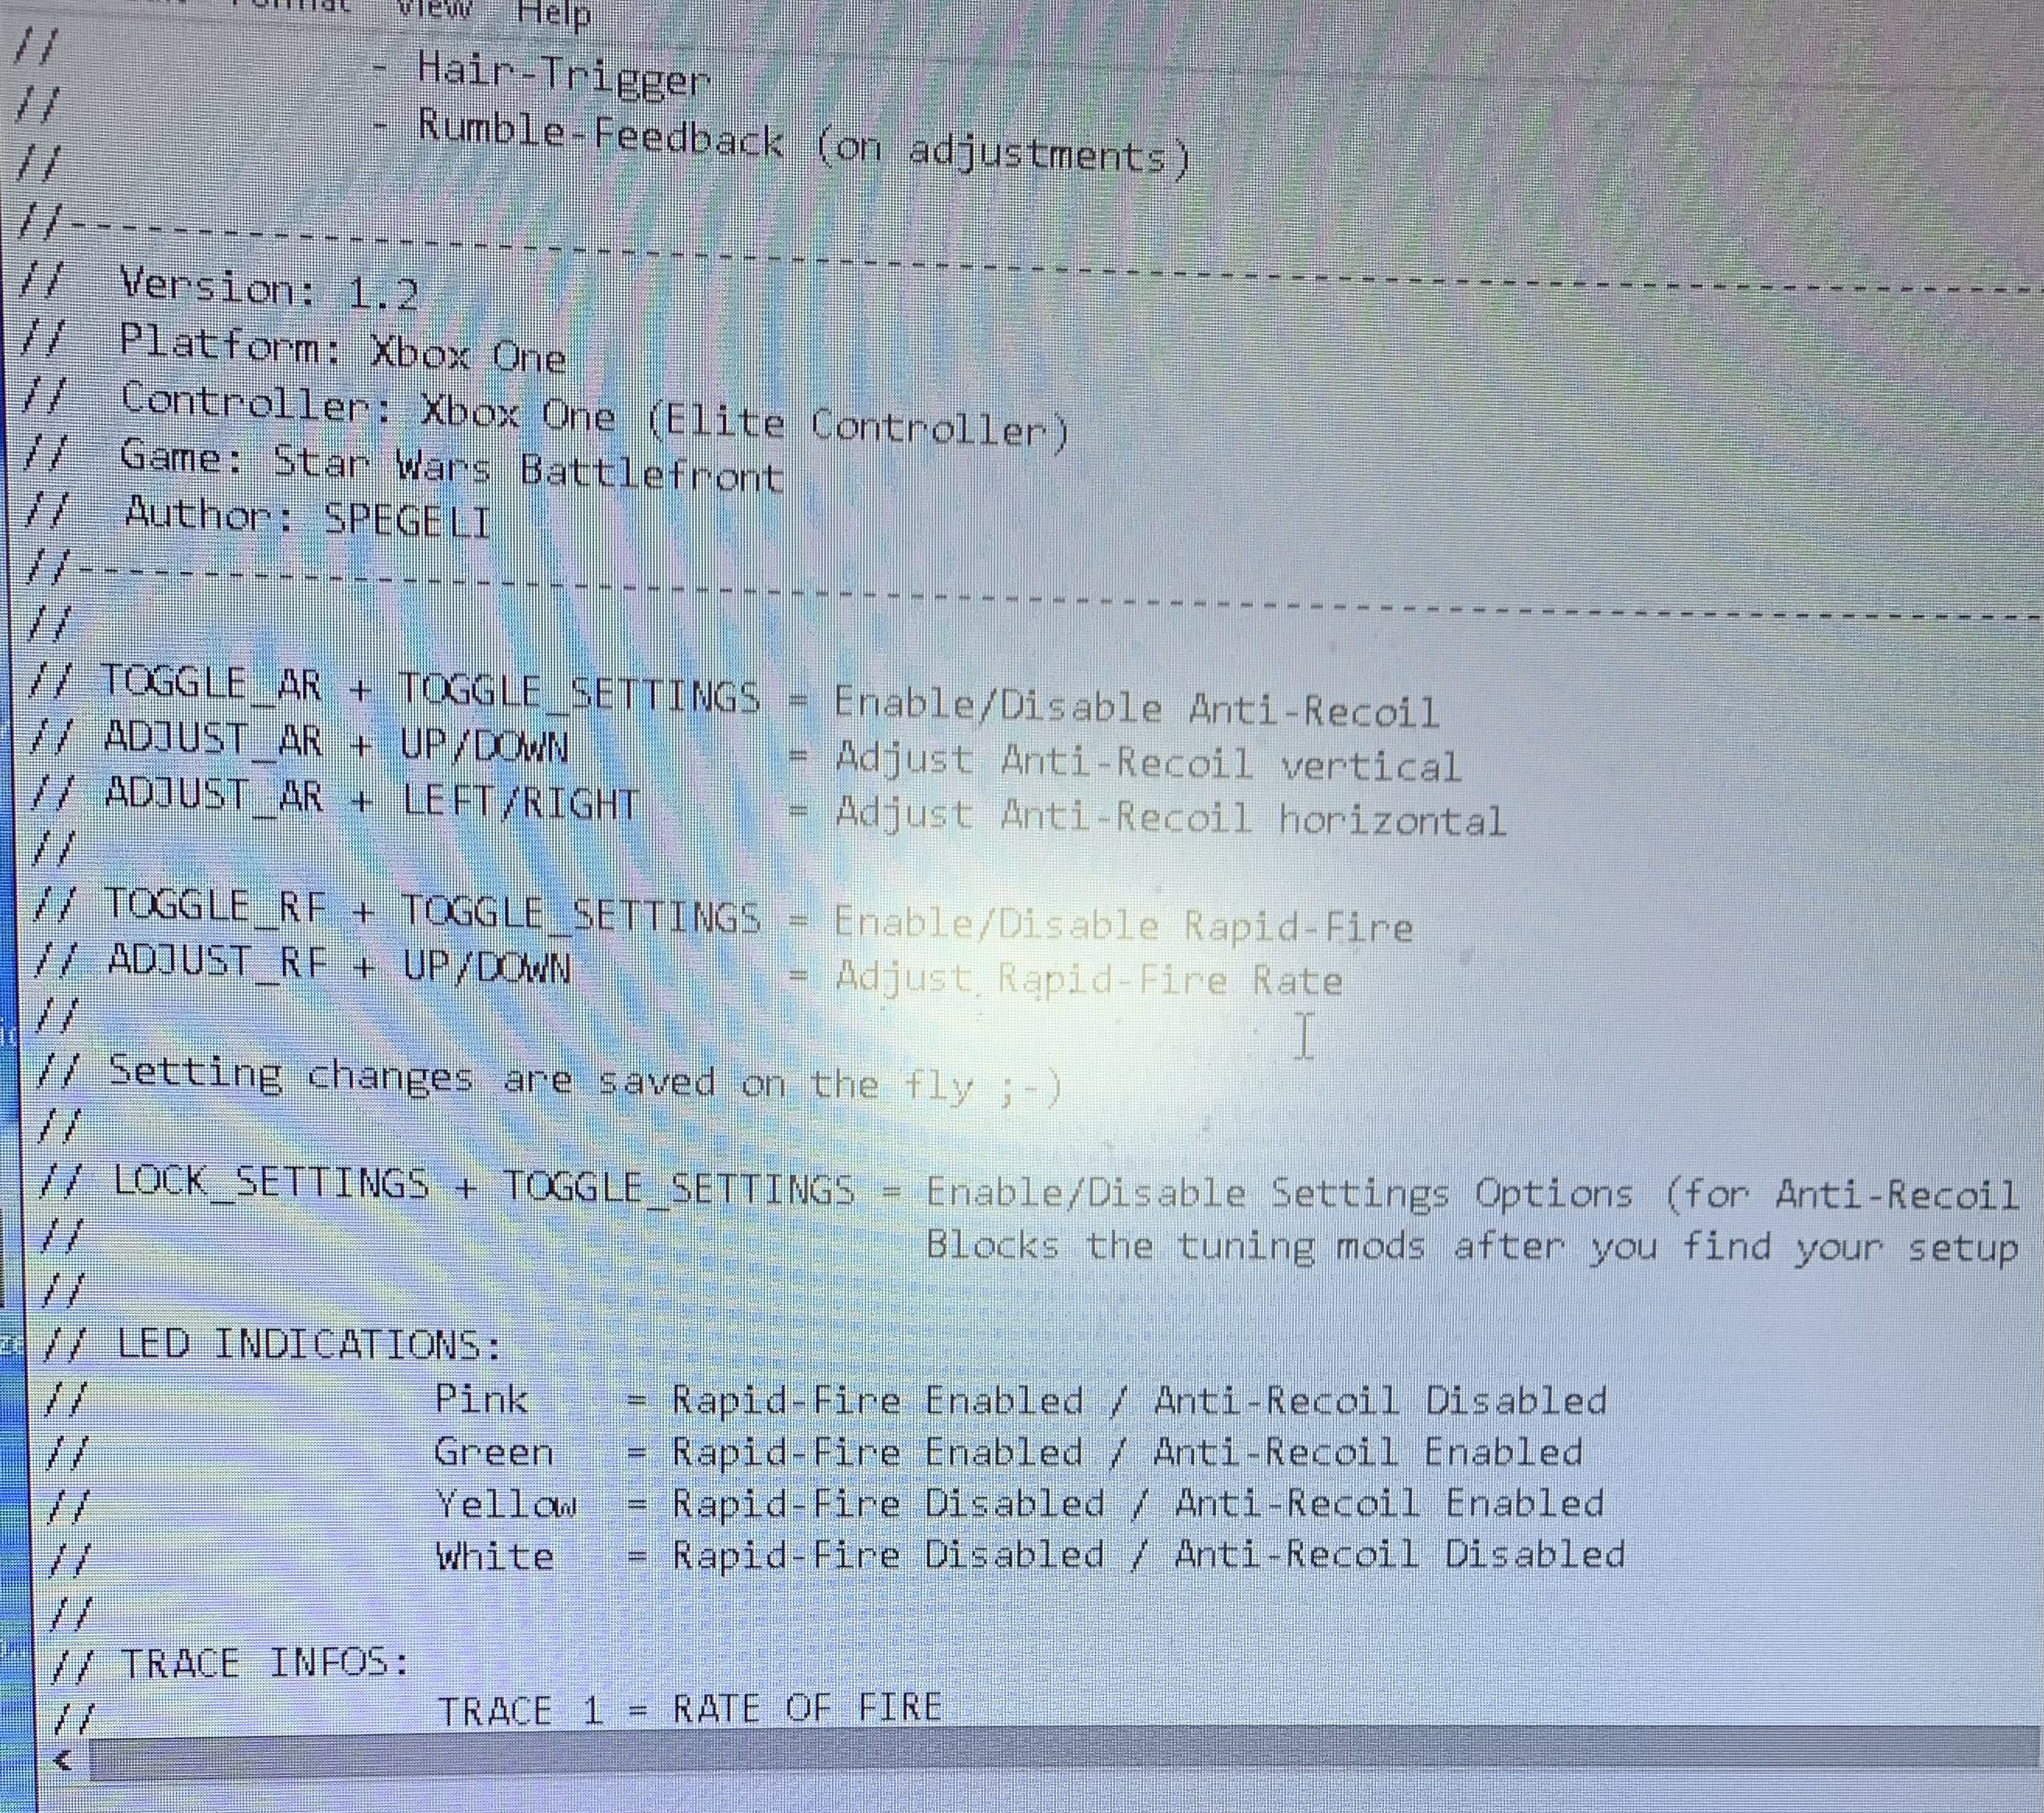 Format View Help
//             - Hair-Trigger
//             - Rumble-Feedback (on adjustments)
//
//--------------------------------------------------------------------------------
//  Version: 1.2
//  Platform: Xbox One
//  Controller: Xbox One (Elite Controller)
//  Game: Star Wars Battlefront
//  Author: SPEGELI
//--------------------------------------------------------------------------------
//
// TOGGLE_AR + TOGGLE_SETTINGS = Enable/Disable Anti-Recoil
// ADJUST_AR + UP/DOWN         = Adjust Anti-Recoil vertical
// ADJUST_AR + LEFT/RIGHT      = Adjust Anti-Recoil horizontal
//
// TOGGLE_RF + TOGGLE_SETTINGS = Enable/Disable Rapid-Fire
// ADJUST_RF + UP/DOWN         = Adjust Rapid-Fire Rate
//
// Setting changes are saved on the fly ;-)
//
// LOCK_SETTINGS + TOGGLE_SETTINGS = Enable/Disable Settings Options (for Anti-Recoil
//                                   Blocks the tuning mods after you find your setup
//
// LED INDICATIONS:
//               Pink    = Rapid-Fire Enabled / Anti-Recoil Disabled
//               Green   = Rapid-Fire Enabled / Anti-Recoil Enabled
//               Yellow  = Rapid-Fire Disabled / Anti-Recoil Enabled
//               White   = Rapid-Fire Disabled / Anti-Recoil Disabled
//
// TRACE INFOS:
//               TRACE 1 = RATE OF FIRE